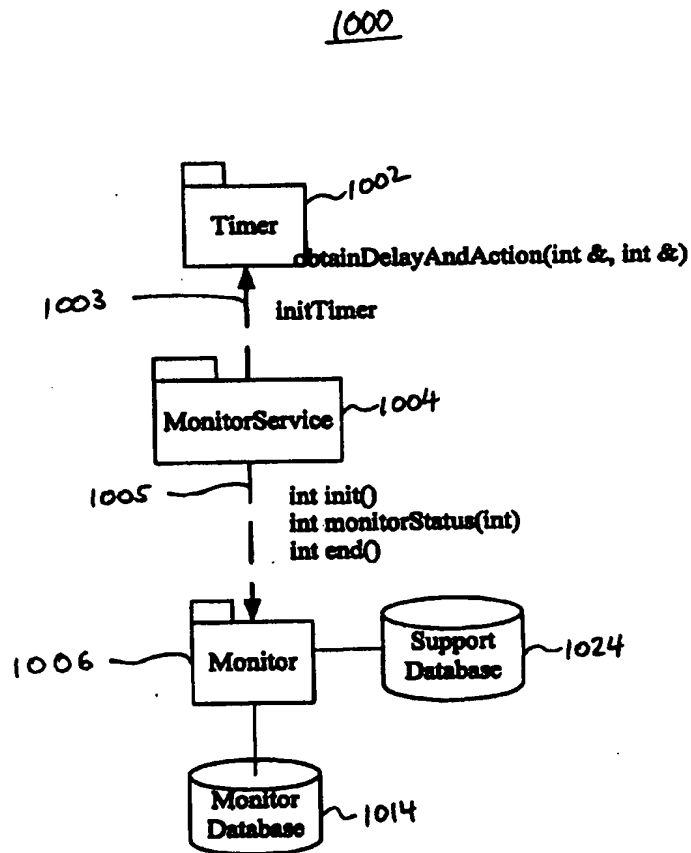 1000
1002
Timer
obtainDelayAndAction(int &, int &)
1003
initTimer
MonitorService
1004
1005
int init()
int monitorStatus(int)
int end()
1006
Monitor
Support
Database
1024
Monitor
Database
1014